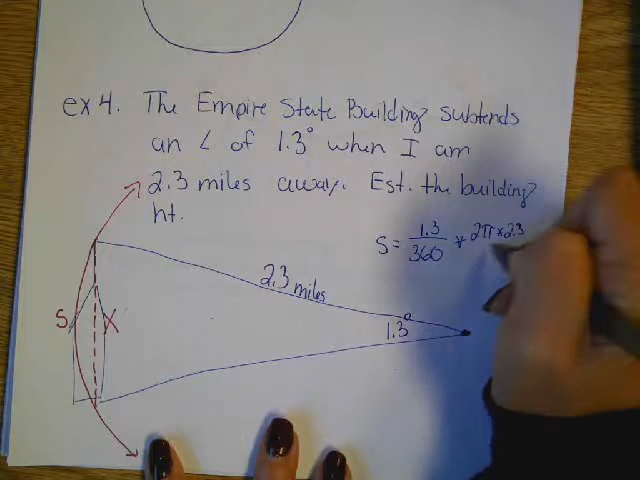 ex 4. The Empire State Building subtends
an ∠ of 1.3° when I am
2.3 miles away. Est. the building
ht.
S = 1.3/360 * 2π*2.3
2.3 miles
S
X
1.3°